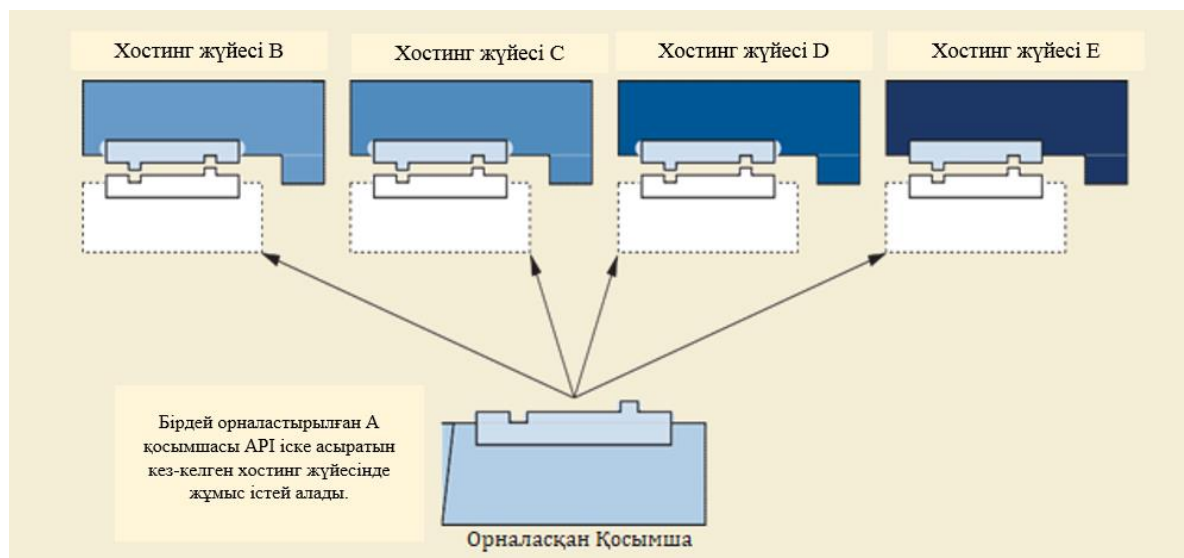 Хостинг жүйесі B
Хостинг жүйесі C
Хостинг жүйесі D
Хостинг жүйесі E
Бірдей орналастырылған А
қосымшасы API іске асыратын
кез-келген хостинг жүйесінде
жұмыс істей алады.
Орналасқан Қосымша